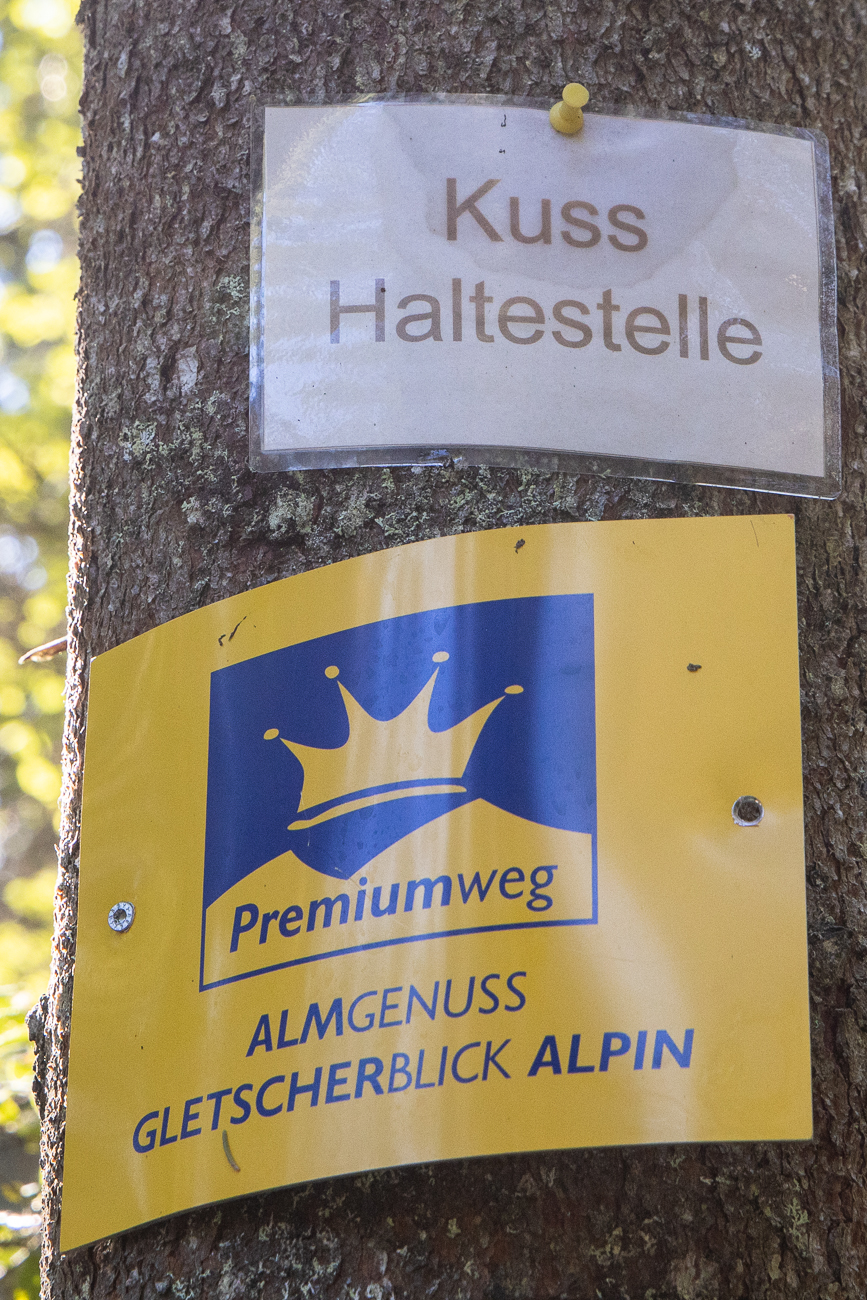 Kuss
Haltestelle
Premiumweg
ALMGENUSS
GLETSCHERBLICK ALPIN